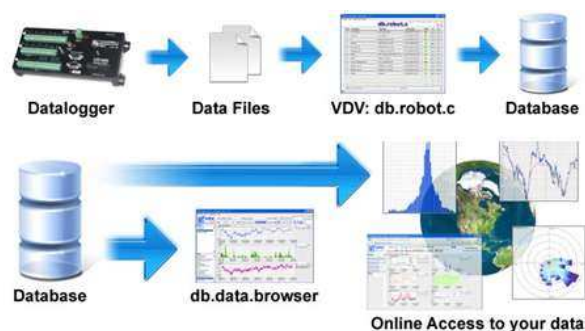 db.robot.c
Datalogger
Data Files
VDV: db.robot.c
Database
Database
db.data.browser
Online Access to your data